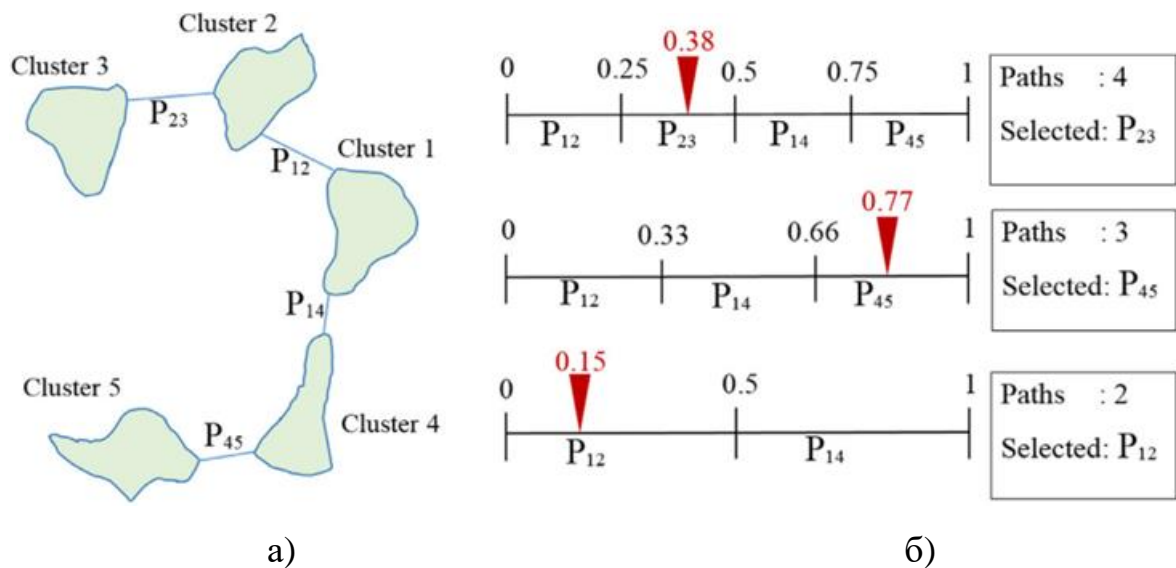 Cluster 2
Cluster 3
P₂₃
P₁₂
Cluster 1
P₁₄
Cluster 5
P₄₅
Cluster 4
а)
0.38
0 0.25 0.5 0.75 1
P₁₂ P₂₃ P₁₄ P₄₅
Paths : 4
Selected: P₂₃
0.77
0 0.33 0.66 1
P₁₂ P₁₄ P₄₅
Paths : 3
Selected: P₄₅
0.15
0 0.5 1
P₁₂ P₁₄
Paths : 2
Selected: P₁₂
б)